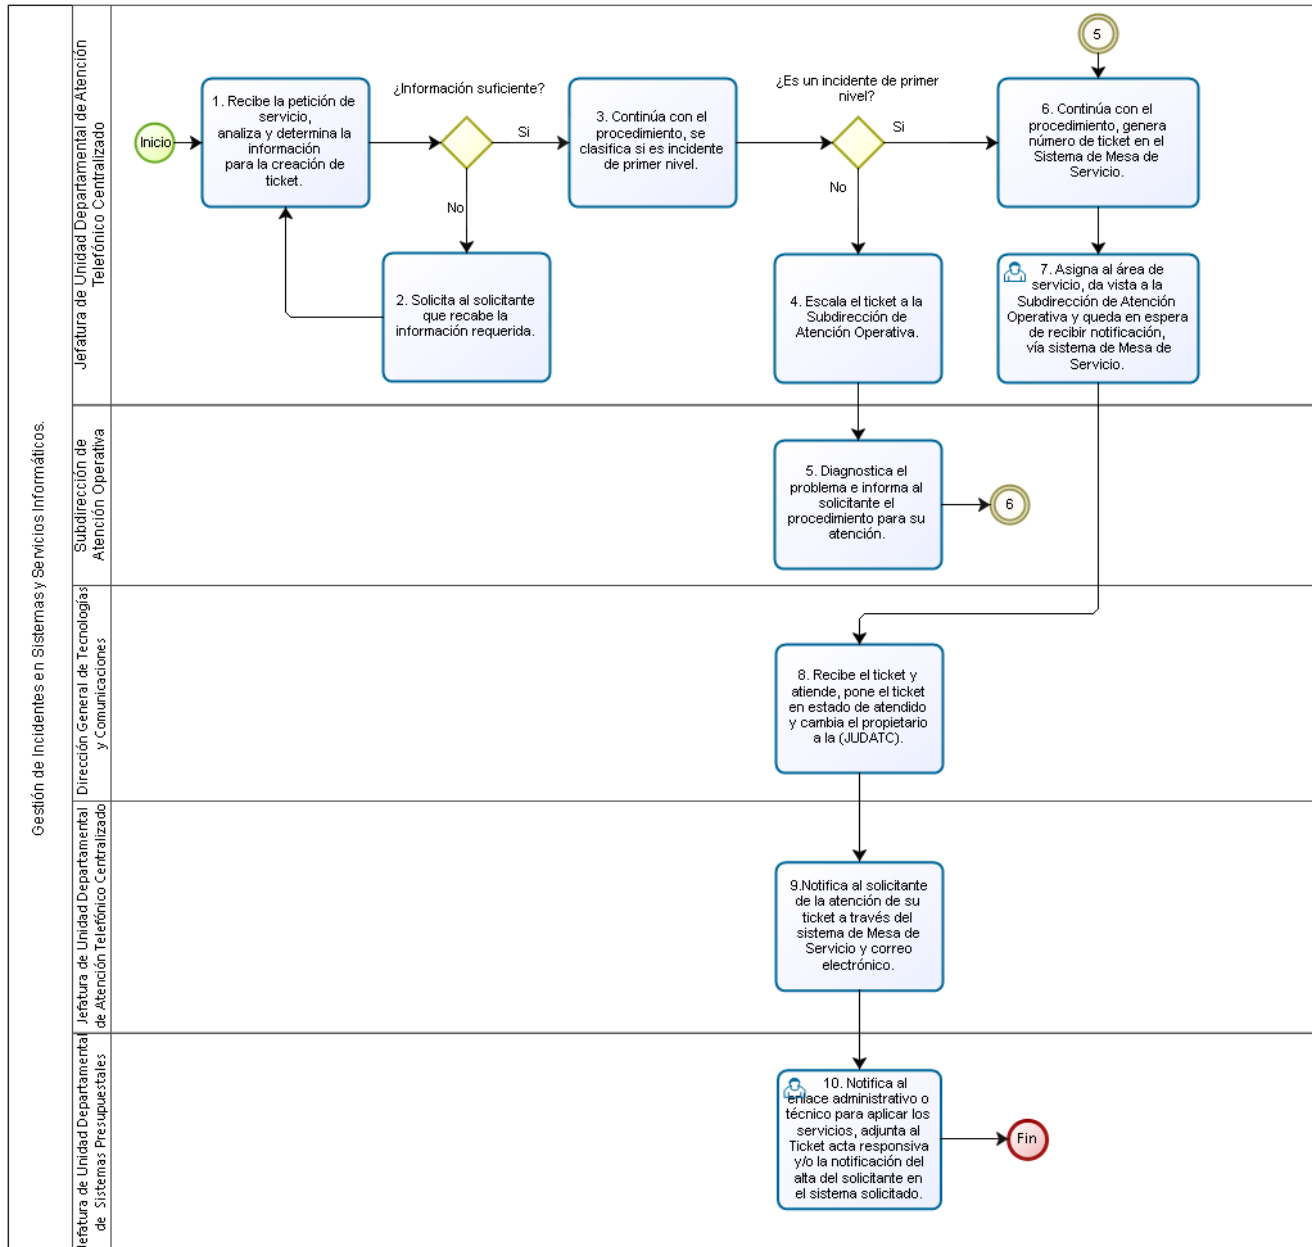 Gestión de Incidentes en Sistemas y Servicios Informáticos.
Jefatura de Unidad Departamental de Atención
Telefónico Centralizado
Inicio
1. Recibe la petición de
servicio,
analiza y determina la
información
para la creación de
ticket.
¿Información suficiente?
Si
No
2. Solicita al solicitante
que recabe la
información requerida.
3. Continúa con el
procedimiento, se
clasifica si es incidente
de primer nivel.
¿Es un incidente de primer
nivel?
Si
No
4. Escala el ticket a la
Subdirección de
Atención Operativa.
5
6. Continúa con el
procedimiento, genera
número de ticket en el
Sistema de Mesa de
Servicio.
7. Asigna al área de
servicio, da vista a la
Subdirección de Atención
Operativa y queda en espera
de recibir notificación,
vía sistema de Mesa de
Servicio.
Subdirección de
Atención Operativa
5. Diagnostica el
problema e informa al
solicitante el
procedimiento para su
atención.
6
Dirección General de Tecnologías
y Comunicaciones
8. Recibe el ticket y
atiende, pone el ticket
en estado de atendido
y cambia el propietario
a la (JUDATC).
Jefatura de Unidad Departamental
de Atención Telefónico Centralizado
9.Notifica al solicitante
de la atención de su
ticket a través del
sistema de Mesa de
Servicio y correo
electrónico.
Jefatura de Unidad Departamental
de Sistemas Presupuestales
10. Notifica al
enlace administrativo o
técnico para aplicar los
servicios, adjunta al
Ticket acta responsiva
y/o la notificación del
alta del solicitante en
el sistema solicitado.
Fin